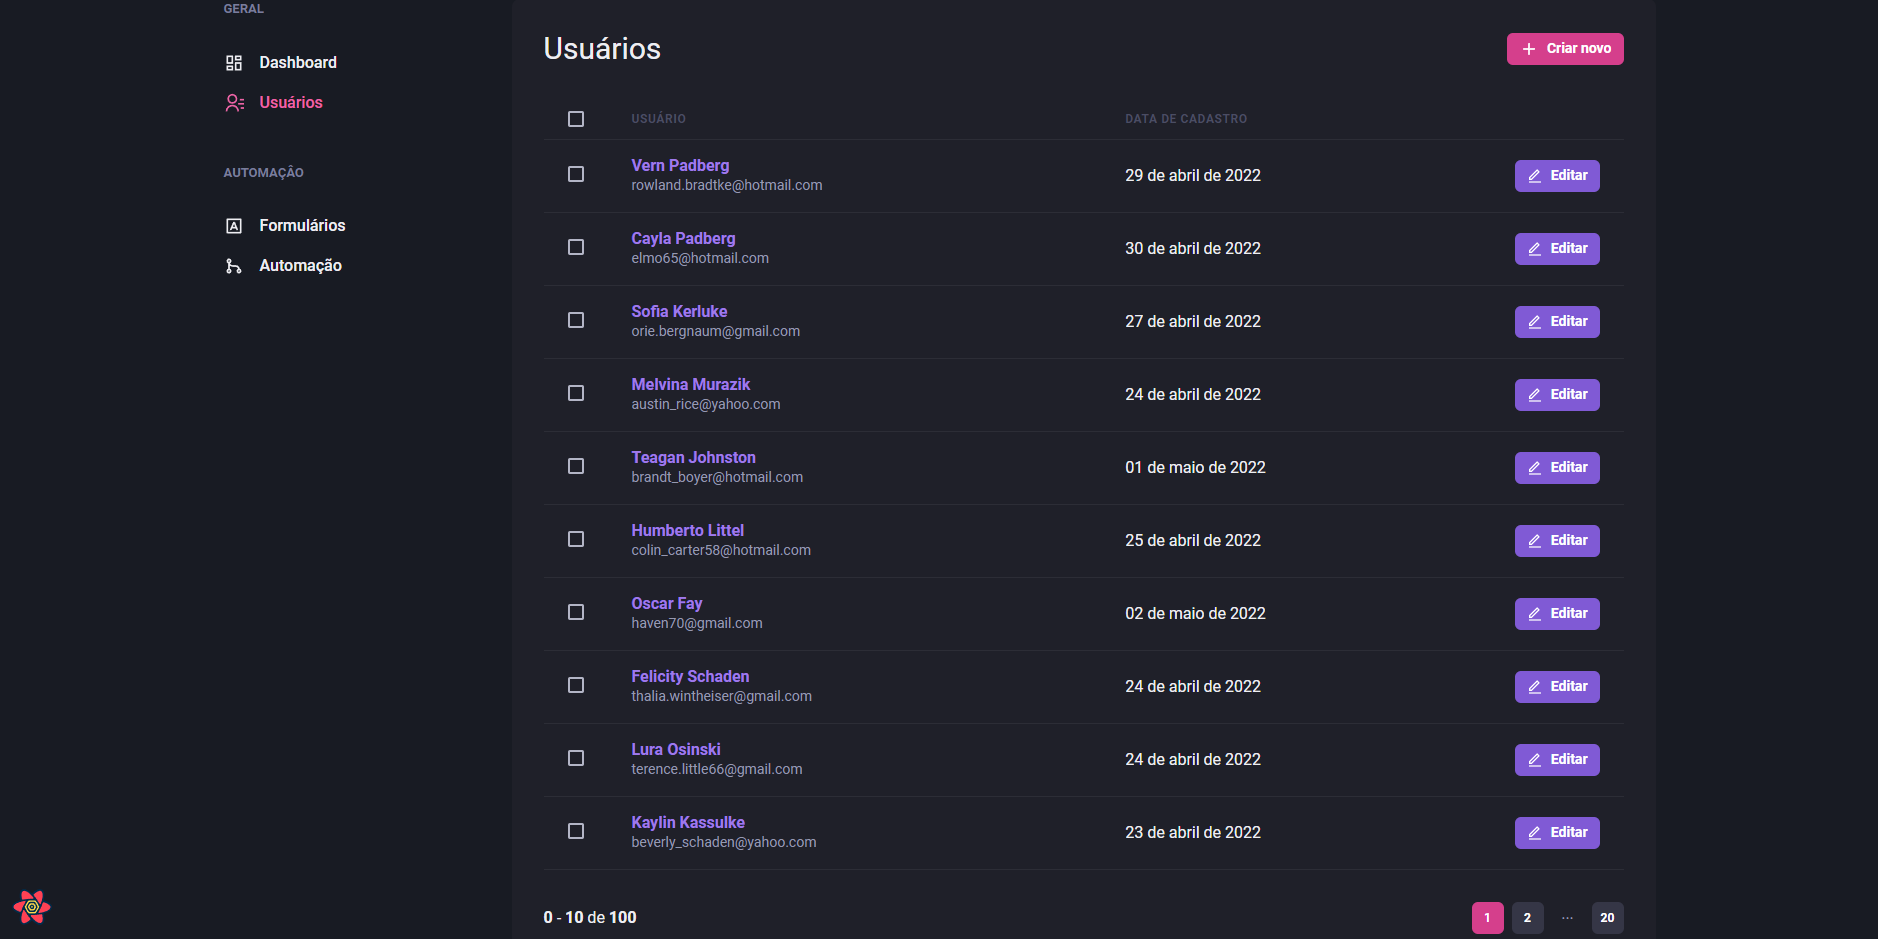 GERAL
Dashboard
Usuários
AUTOMAÇÃO
Formulários
Automação
Usuários
Criar novo
USUÁRIO DATA DE CADASTRO
Vern Padberg
rowland.bradtke@hotmail.com
29 de abril de 2022
Editar
Cayla Padberg
elmo65@hotmail.com
30 de abril de 2022
Editar
Sofia Kerluke
orie.bergnaum@gmail.com
27 de abril de 2022
Editar
Melvina Murazik
austin_rice@yahoo.com
24 de abril de 2022
Editar
Teagan Johnston
brandt_boyer@hotmail.com
01 de maio de 2022
Editar
Humberto Littel
colin_carter58@hotmail.com
25 de abril de 2022
Editar
Oscar Fay
haven70@gmail.com
02 de maio de 2022
Editar
Felicity Schaden
thalia.wintheiser@gmail.com
24 de abril de 2022
Editar
Lura Osinski
terence.little66@gmail.com
24 de abril de 2022
Editar
Kaylin Kassulke
beverly_schaden@yahoo.com
23 de abril de 2022
Editar
0 - 10 de 100
1 2 ... 20